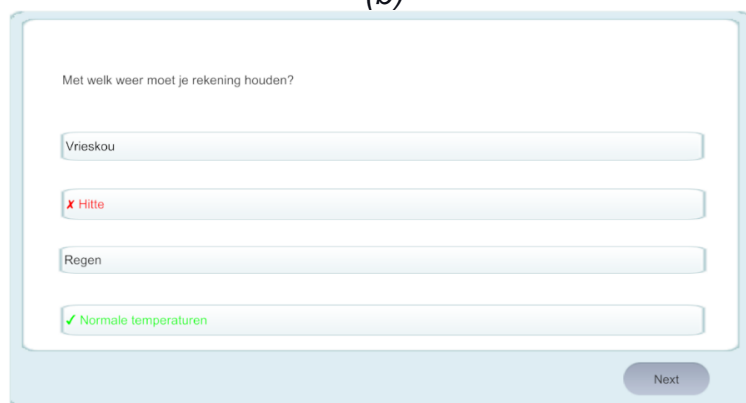 (b)
Met welk weer moet je rekening houden?
Vrieskou
✗ Hitte
Regen
✓ Normale temperaturen
Next